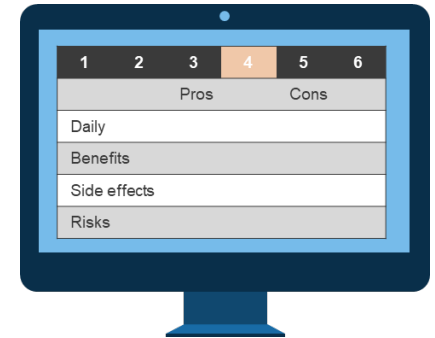 1 2 3 4 5 6
Pros Cons
Daily
Benefits
Side effects
Risks